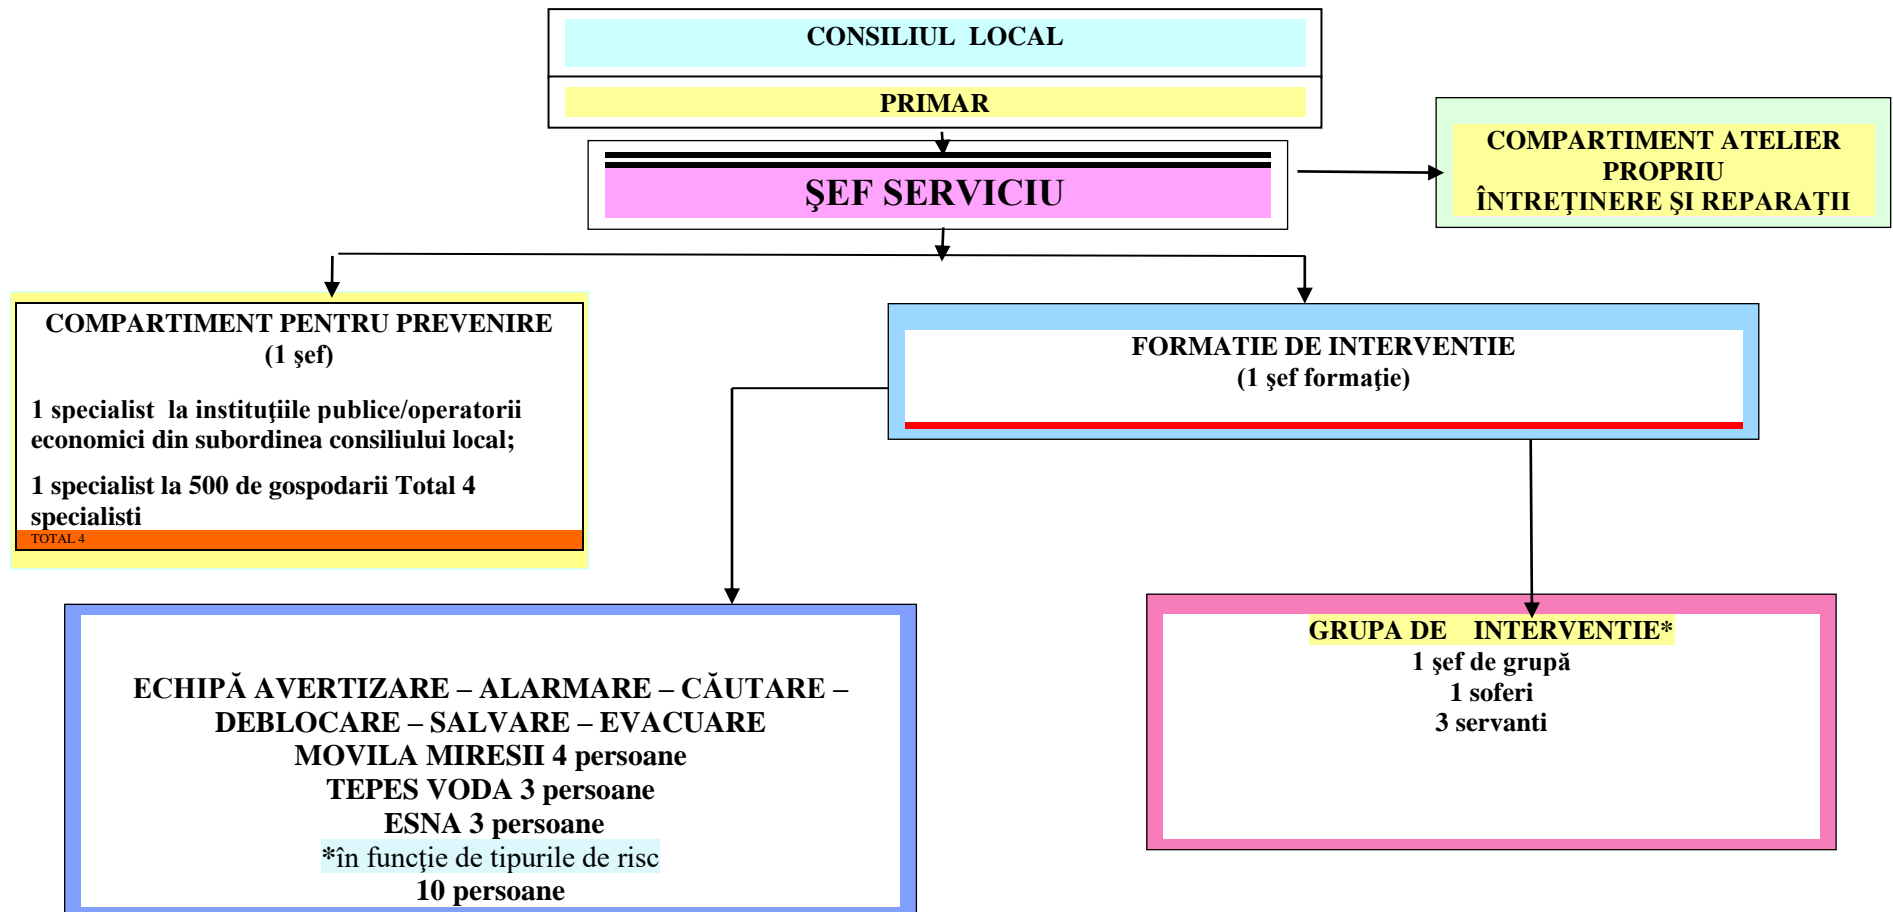 CONSILIUL LOCAL
PRIMAR
ŞEF SERVICIU
COMPARTIMENT ATELIER
PROPRIU
ÎNTREŢINERE ŞI REPARAŢII
COMPARTIMENT PENTRU PREVENIRE
(1 şef)
1 specialist la instituţiile publice/operatorii
economici din subordinea consiliului local;
1 specialist la 500 de gospodarii Total 4
specialisti
TOTAL 4
FORMATIE DE INTERVENTIE
(1 şef formaţie)
ECHIPĂ AVERTIZARE – ALARMARE – CĂUTARE –
DEBLOCARE – SALVARE – EVACUARE
MOVILA MIRESII 4 persoane
TEPES VODA 3 persoane
ESNA 3 persoane
*în funcţie de tipurile de risc
10 persoane
GRUPA DE INTERVENTIE*
1 şef de grupă
1 soferi
3 servanti